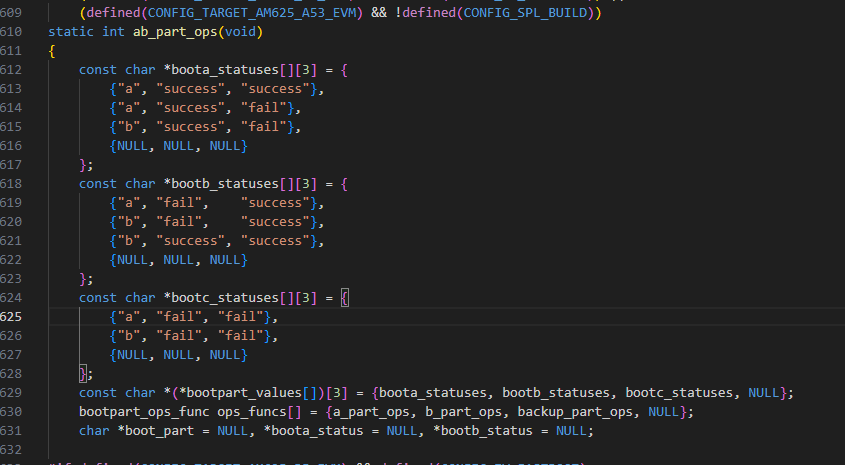 609 (defined(CONFIG_TARGET_AM625_A53_EVM) && !defined(CONFIG_SPL_BUILD))
610 static int ab_part_ops(void)
611 {
612     const char *boota_statuses[][3] = {
613         {"a", "success", "success"},
614         {"a", "success", "fail"},
615         {"b", "success", "fail"},
616         {NULL, NULL, NULL}
617     };
618     const char *bootb_statuses[][3] = {
619         {"a", "fail",    "success"},
620         {"b", "fail",    "success"},
621         {"b", "success", "success"},
622         {NULL, NULL, NULL}
623     };
624     const char *bootc_statuses[][3] = {
625         {"a", "fail", "fail"},
626         {"b", "fail", "fail"},
627         {NULL, NULL, NULL}
628     };
629     const char *(*bootpart_values[])[3] = {boota_statuses, bootb_statuses, bootc_statuses, NULL};
630     bootpart_ops_func ops_funcs[] = {a_part_ops, b_part_ops, backup_part_ops, NULL};
631     char *boot_part = NULL, *boota_status = NULL, *bootb_status = NULL;
632